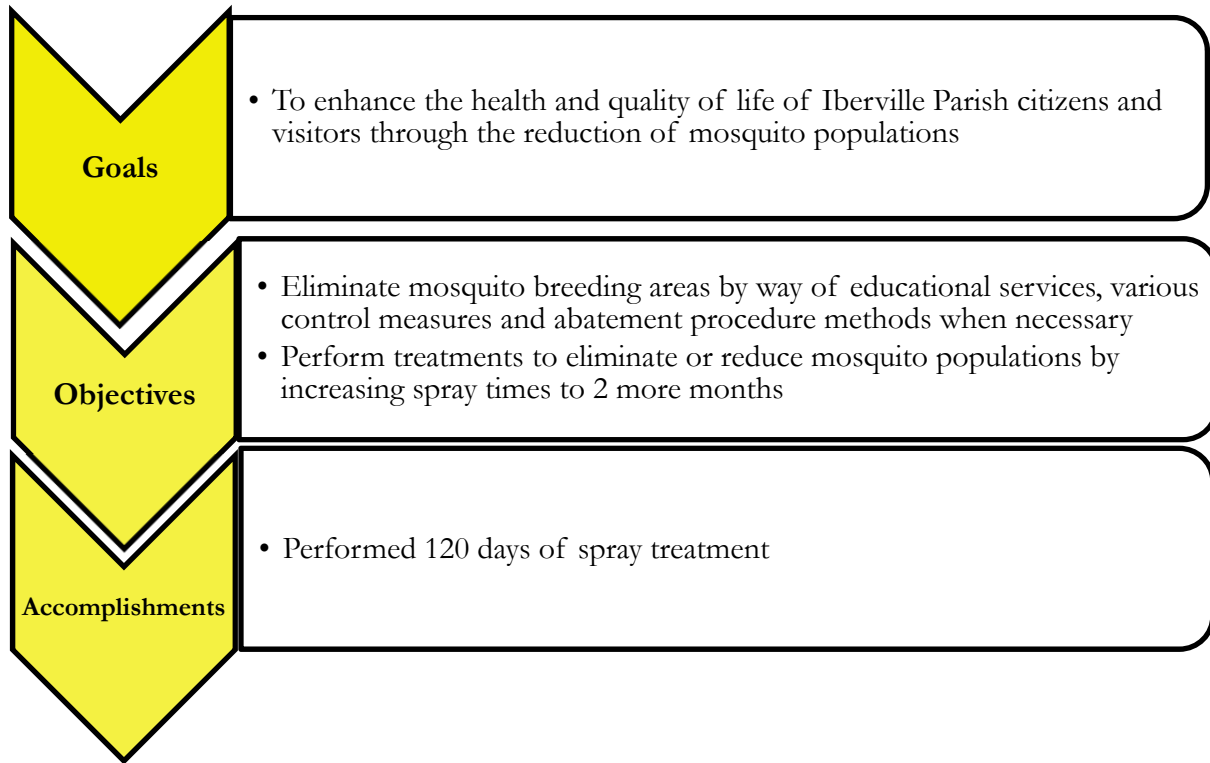 Goals
• To enhance the health and quality of life of Iberville Parish citizens and
visitors through the reduction of mosquito populations
Objectives
• Eliminate mosquito breeding areas by way of educational services, various
control measures and abatement procedure methods when necessary
• Perform treatments to eliminate or reduce mosquito populations by
increasing spray times to 2 more months
Accomplishments
• Performed 120 days of spray treatment